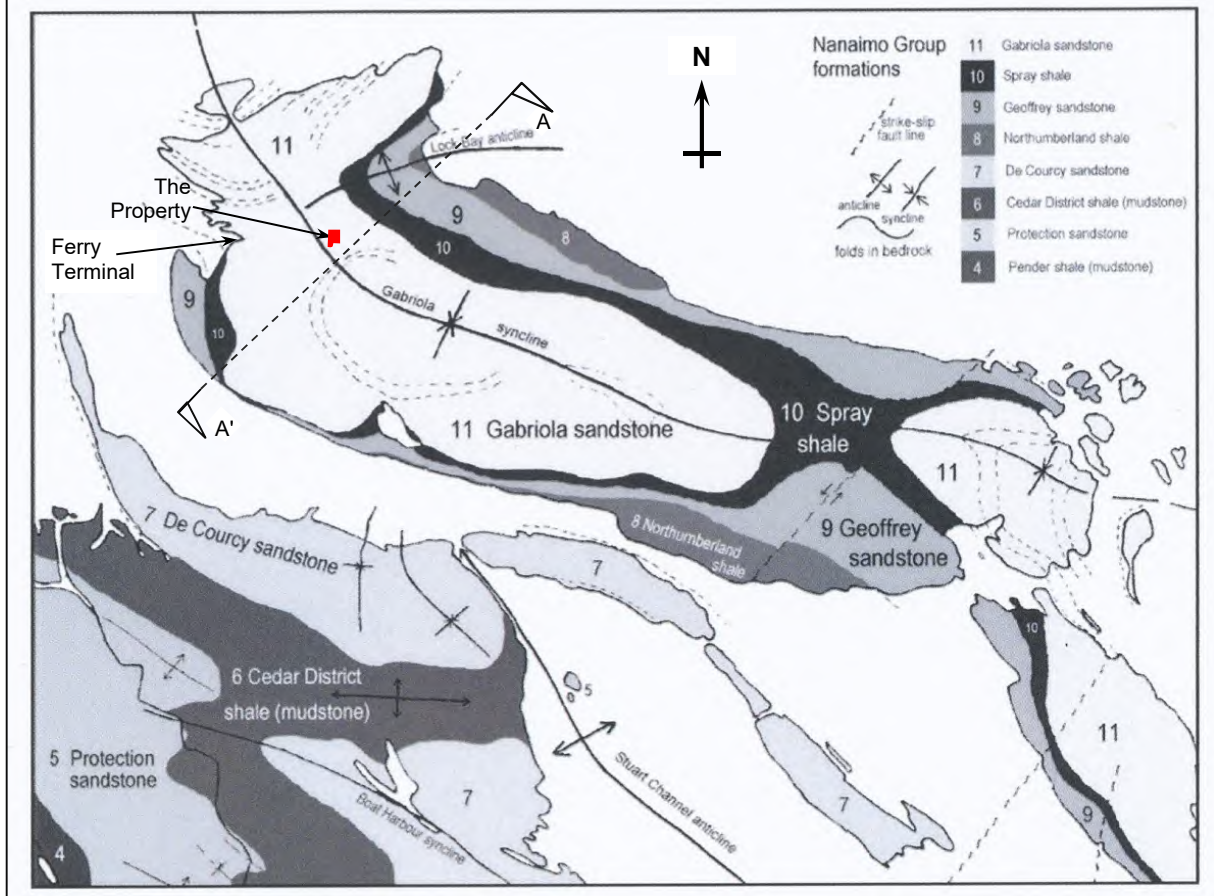 Nanaimo Group
formations
11 Gabriola sandstone
10 Spray shale
9 Geoffrey sandstone
8 Northumberland shale
7 De Courcy sandstone
6 Cedar District shale (mudstone)
5 Protection sandstone
4 Pender shale (mudstone)
strike-slip
fault line
anticline
syncline
folds in bedrock
N
A
Lock Bay anticline
11
The
Property
Ferry
Terminal
9
10
9
10
8
Gabriola
syncline
A'
11 Gabriola sandstone
10 Spray
shale
11
9 Geoffrey
sandstone
8 Northumberland
shale
7 De Courcy sandstone
7
10
6 Cedar District
shale (mudstone)
5
11
5 Protection
sandstone
7
Stuart Channel anticline
Boat Harbour syncline
7
9
4